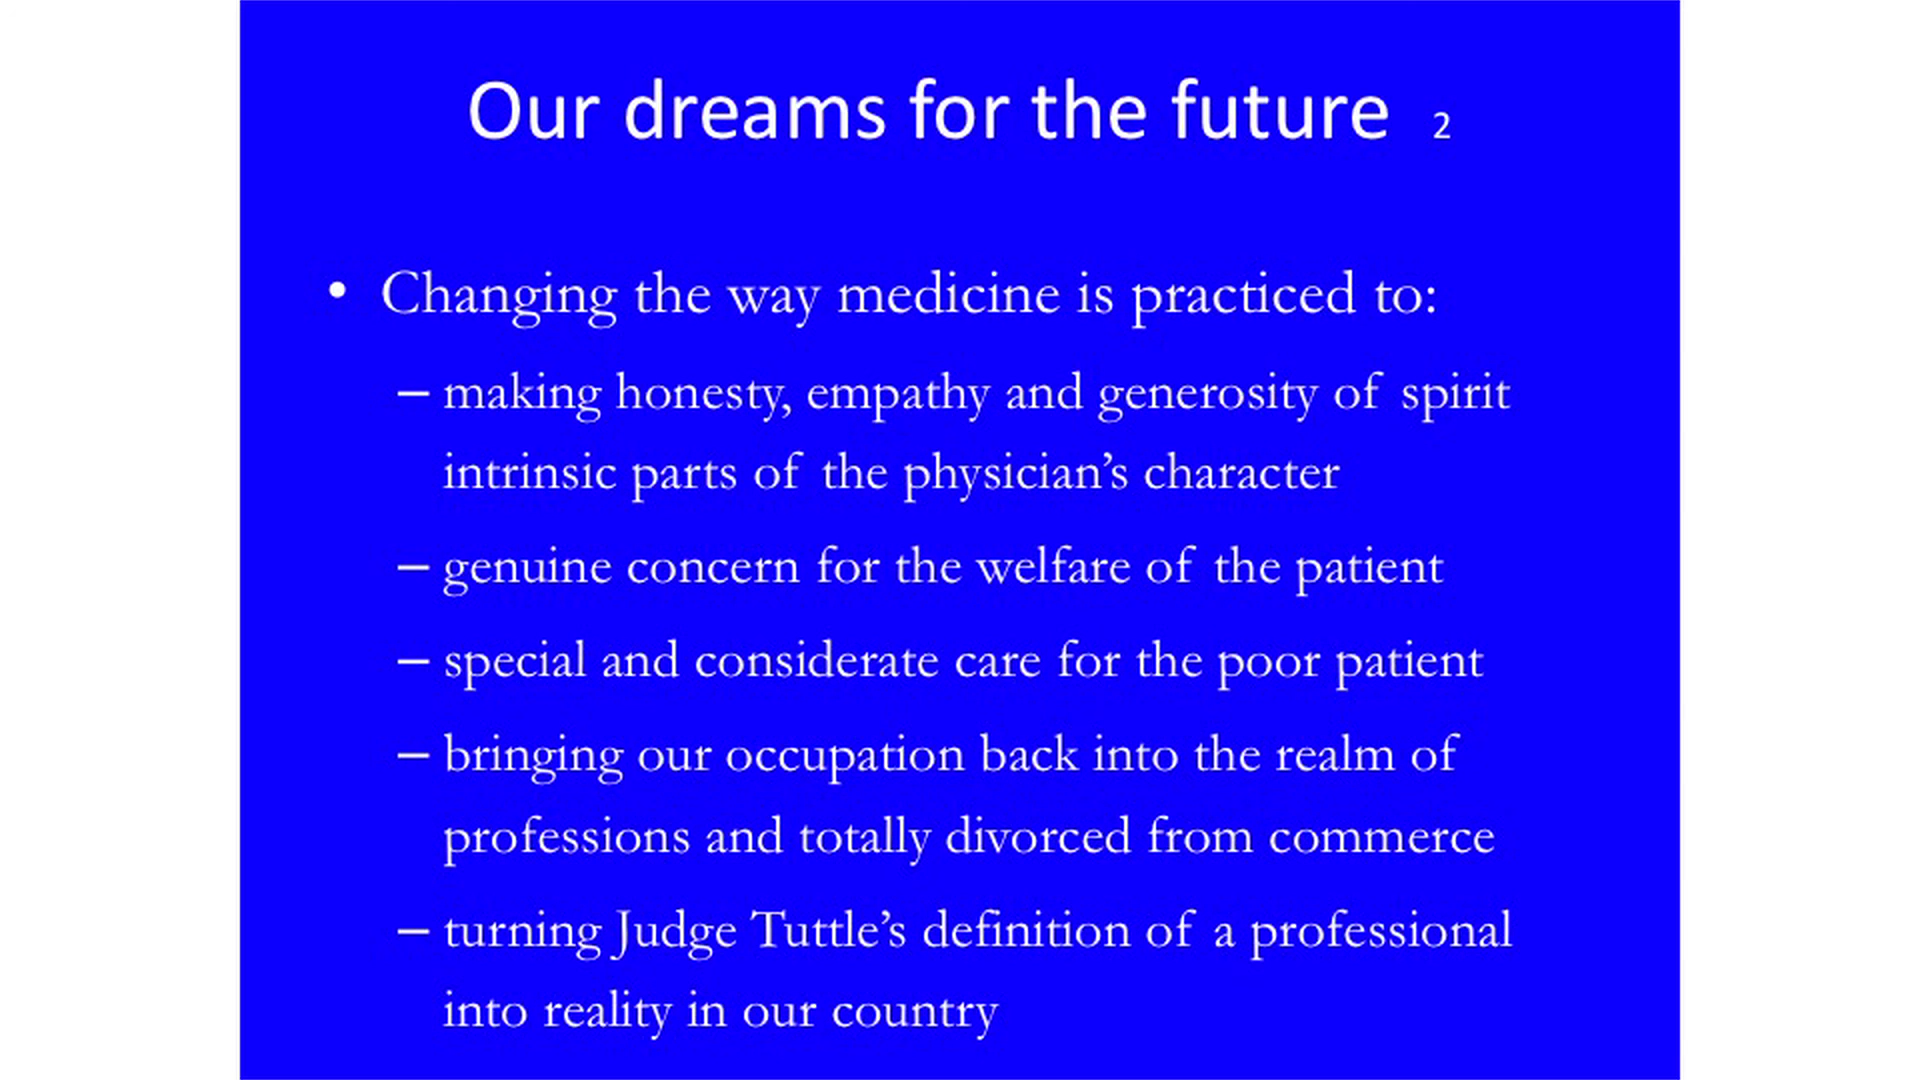 Our dreams for the future 2
• Changing the way medicine is practiced to:
– making honesty, empathy and generosity of spirit
intrinsic parts of the physician’s character
– genuine concern for the welfare of the patient
– special and considerate care for the poor patient
– bringing our occupation back into the realm of
professions and totally divorced from commerce
– turning Judge Tuttle’s definition of a professional
into reality in our country